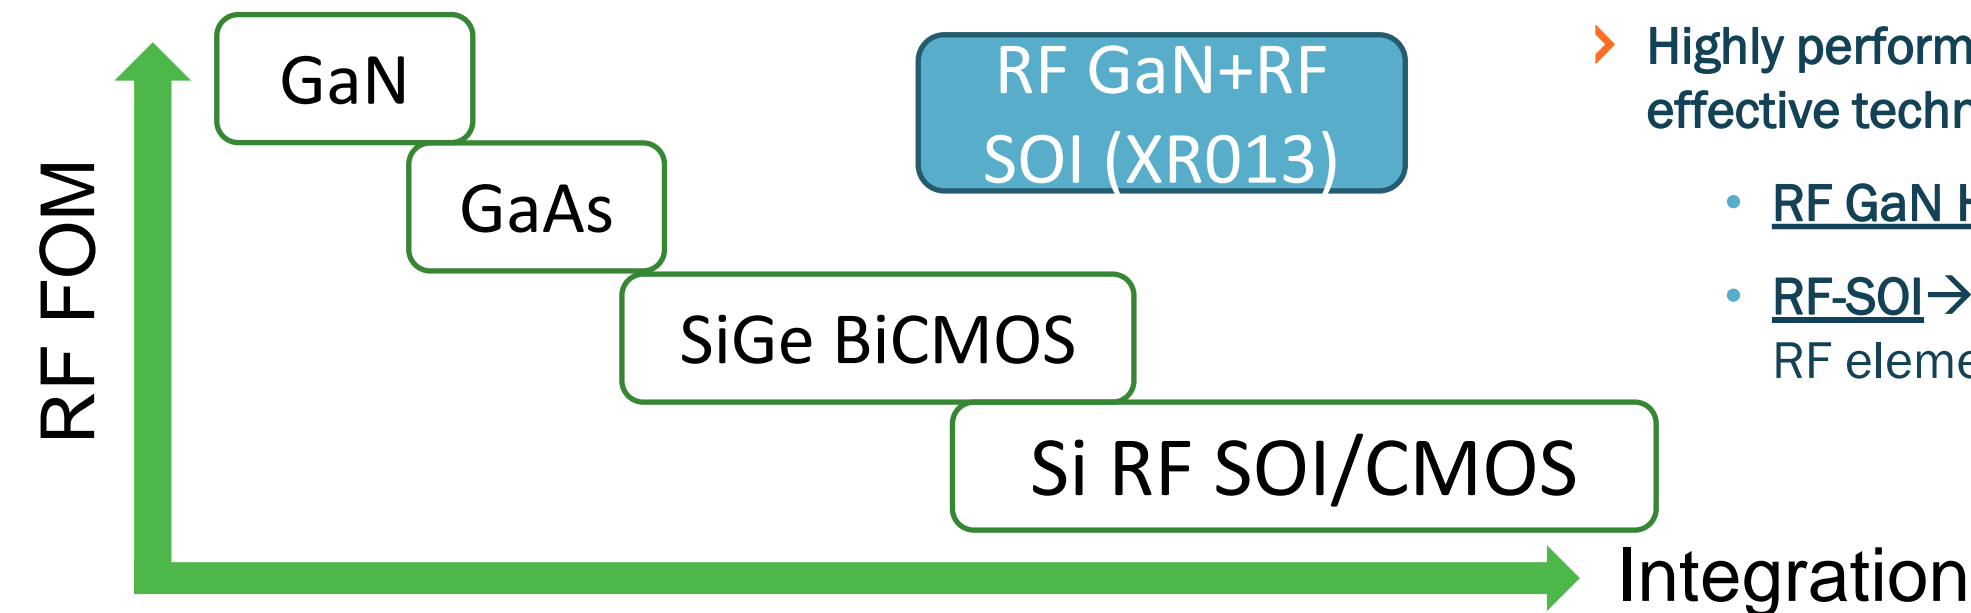 RF FOM
GaN
GaAs
SiGe BiCMOS
Si RF SOI/CMOS
RF GaN+RF
SOI (XR013)
Integration
Highly perform
effective techn
• RF GaN H
• RF-SOI→
RF eleme